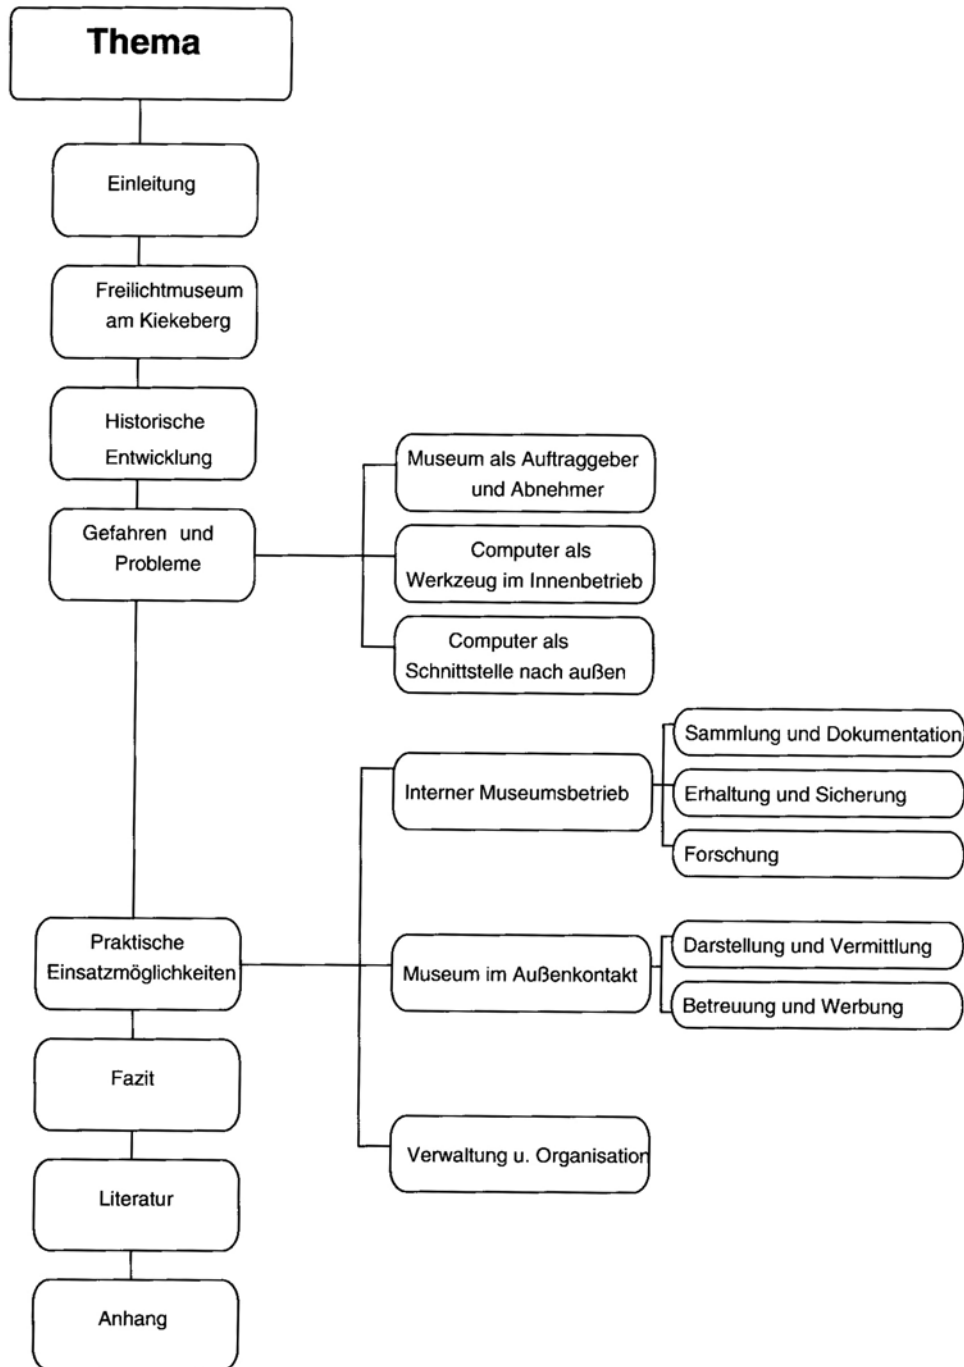 Thema
Einleitung
Freilichtmuseum
am Kiekeberg
Historische
Entwicklung
Gefahren und
Probleme
Museum als Auftraggeber
und Abnehmer
Computer als
Werkzeug im Innenbetrieb
Computer als
Schnittstelle nach außen
Praktische
Einsatzmöglichkeiten
Interner Museumsbetrieb
Sammlung und Dokumentation
Erhaltung und Sicherung
Forschung
Museum im Außenkontakt
Darstellung und Vermittlung
Betreuung und Werbung
Verwaltung u. Organisation
Fazit
Literatur
Anhang